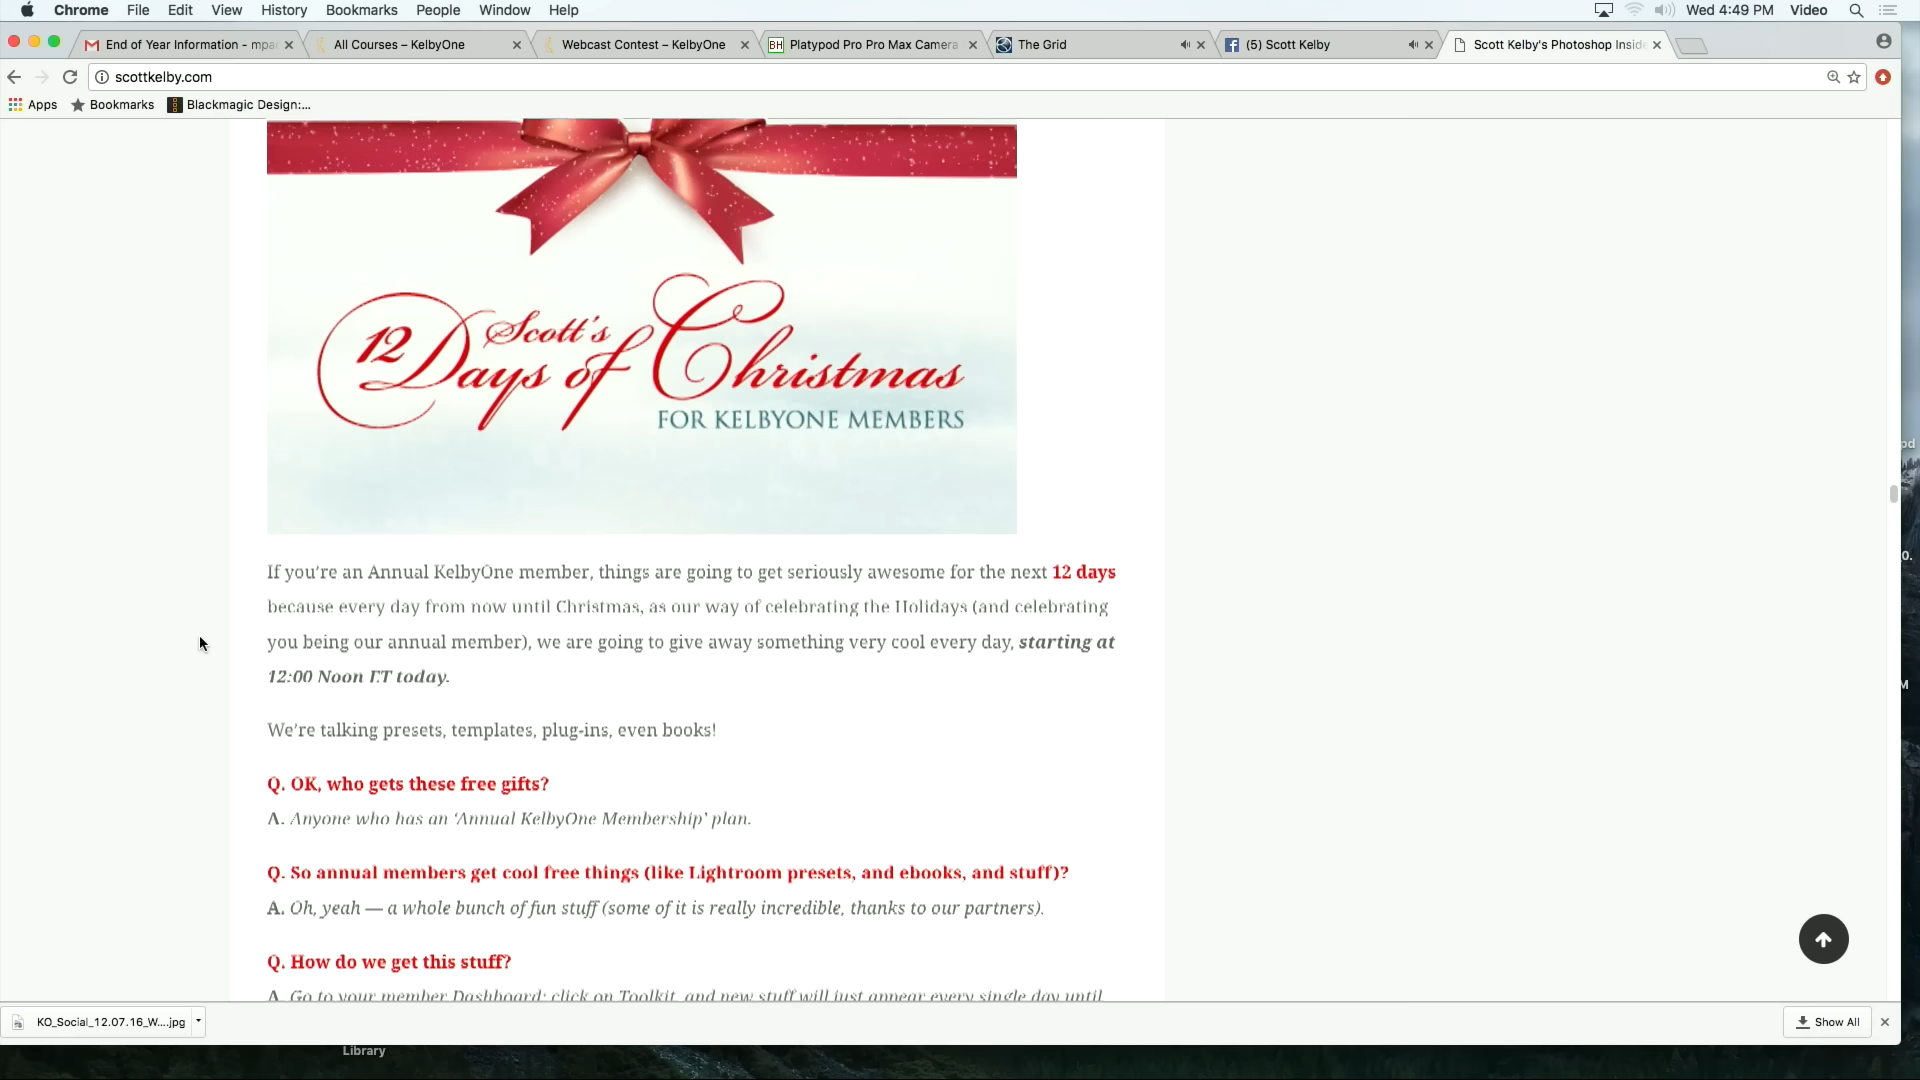 Chrome File Edit View History Bookmarks People Window Help Wed 4:49 PM Video
End of Year Information - mpa All Courses – KelbyOne Webcast Contest – KelbyOne BH Platypod Pro Pro Max Camera The Grid (5) Scott Kelby Scott Kelby's Photoshop Inside
scottkelby.com
Apps Bookmarks Blackmagic Design:...
Scott's
12 Days of Christmas
FOR KELBYONE MEMBERS
If you're an Annual KelbyOne member, things are going to get seriously awesome for the next 12 days
because every day from now until Christmas, as our way of celebrating the Holidays (and celebrating
you being our annual member), we are going to give away something very cool every day, starting at
12:00 Noon ET today.
We're talking presets, templates, plug-ins, even books!
Q. OK, who gets these free gifts?
A. Anyone who has an ‘Annual KelbyOne Membership’ plan.
Q. So annual members get cool free things (like Lightroom presets, and ebooks, and stuff)?
A. Oh, yeah — a whole bunch of fun stuff (some of it is really incredible, thanks to our partners).
Q. How do we get this stuff?
A. Go to your member Dashboard; click on Toolkit, and new stuff will just appear every single day until
KO_Social_12.07.16_W....jpg Show All
Library